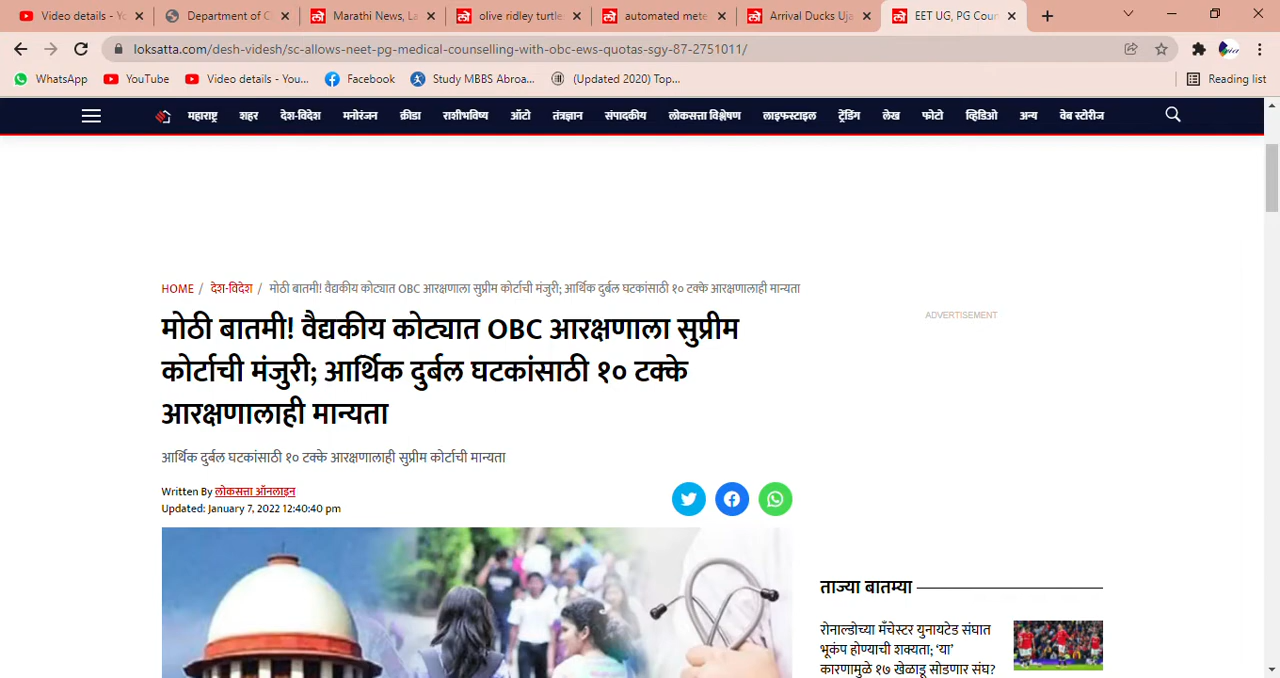 Video details - Yo
Department of C
Marathi News, La
olive ridley turtle
automated mete
Arrival Ducks Uja
EET UG, PG Coun
loksatta.com/desh-videsh/sc-allows-neet-pg-medical-counselling-with-obc-ews-quotas-sgy-87-2751011/
WhatsApp
YouTube
Video details - You...
Facebook
Study MBBS Abroa...
(Updated 2020) Top...
Reading list
महाराष्ट्र शहर देश-विदेश मनोरंजन क्रीडा राशीभविष्य ऑटो तंत्रज्ञान संपादकीय लोकसत्ता विश्लेषण लाइफस्टाइल ट्रेंडिंग लेख फोटो व्हिडिओ अन्य वेब स्टोरीज
HOME / देश-विदेश / मोठी बातमी! वैद्यकीय कोट्यात OBC आरक्षणाला सुप्रीम कोर्टाची मंजुरी; आर्थिक दुर्बल घटकांसाठी १० टक्के आरक्षणालाही मान्यता
मोठी बातमी! वैद्यकीय कोट्यात OBC आरक्षणाला सुप्रीम
कोर्टाची मंजुरी; आर्थिक दुर्बल घटकांसाठी १० टक्के
आरक्षणालाही मान्यता
आर्थिक दुर्बल घटकांसाठी १० टक्के आरक्षणालाही सुप्रीम कोर्टाची मान्यता
Written By लोकसत्ता ऑनलाइन
Updated: January 7, 2022 12:40:40 pm
ADVERTISEMENT
ताज्या बातम्या
रोनाल्डोच्या मँचेस्टर युनायटेड संघात
भूकंप होण्याची शक्यता; ‘या’
कारणामुळे १७ खेळाडू सोडणार संघ?